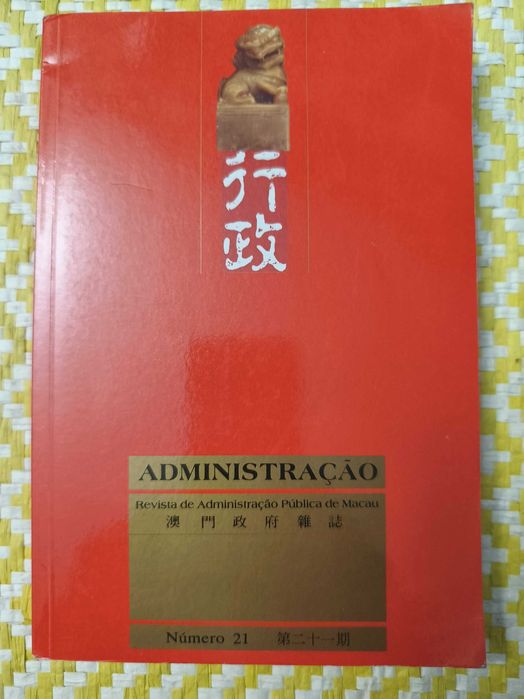 行政
ADMINISTRAÇÃO
Revista de Administração Pública de Macau
澳門政府雜誌
Número 21 第二十一期